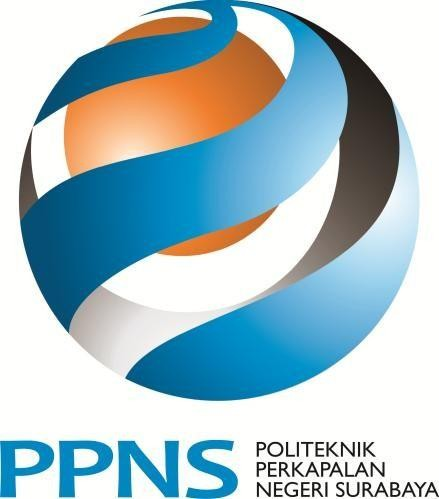 PPNS
POLITEKNIK
PERKAPALAN
NEGERI SURABAYA